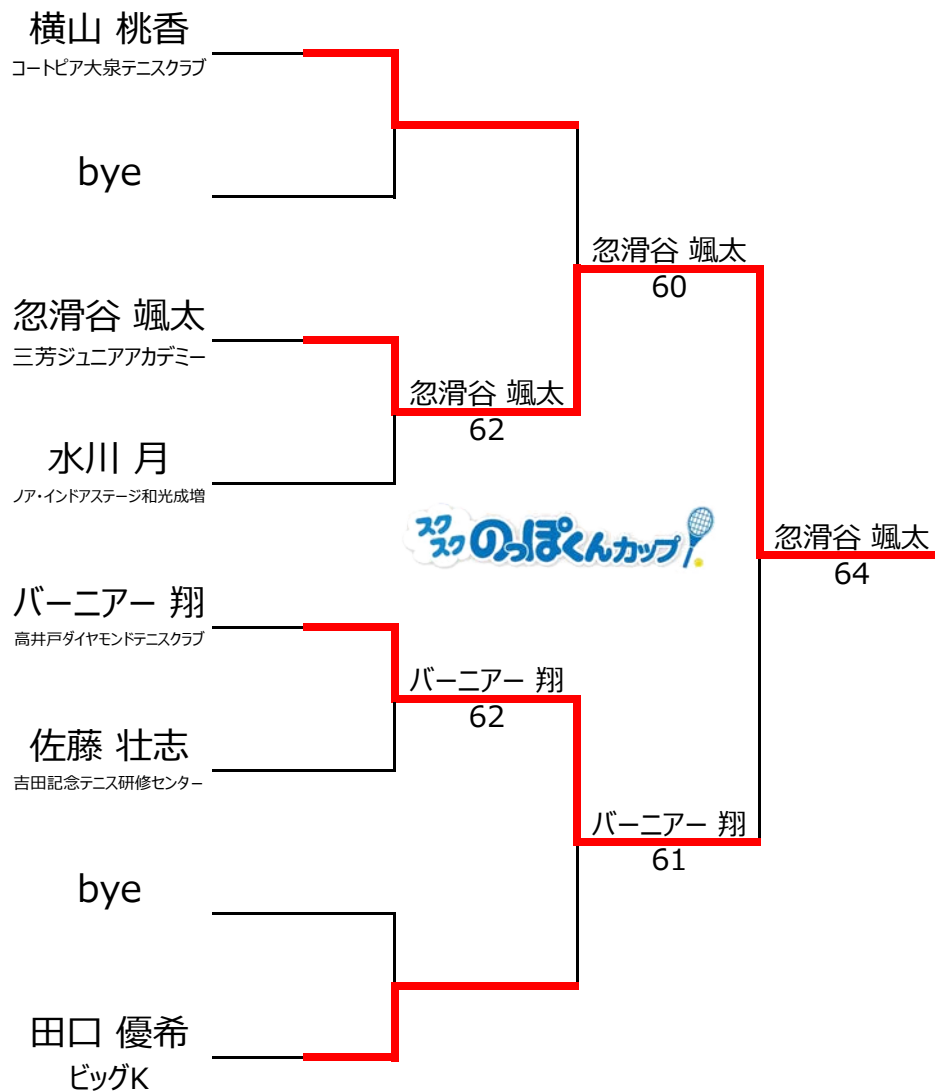 横山 桃香
コートピア大泉テニスクラブ
bye
忽滑谷 颯太
60
忽滑谷 颯太
三芳ジュニアアカデミー
忽滑谷 颯太
62
水川 月
ノア・インドアステージ和光成増
スク
スク のっぽくんカップ
忽滑谷 颯太
64
バーニアー 翔
高井戸ダイヤモンドテニスクラブ
バーニアー 翔
62
佐藤 壮志
吉田記念テニス研修センター
バーニアー 翔
61
bye
田口 優希
ビッグK